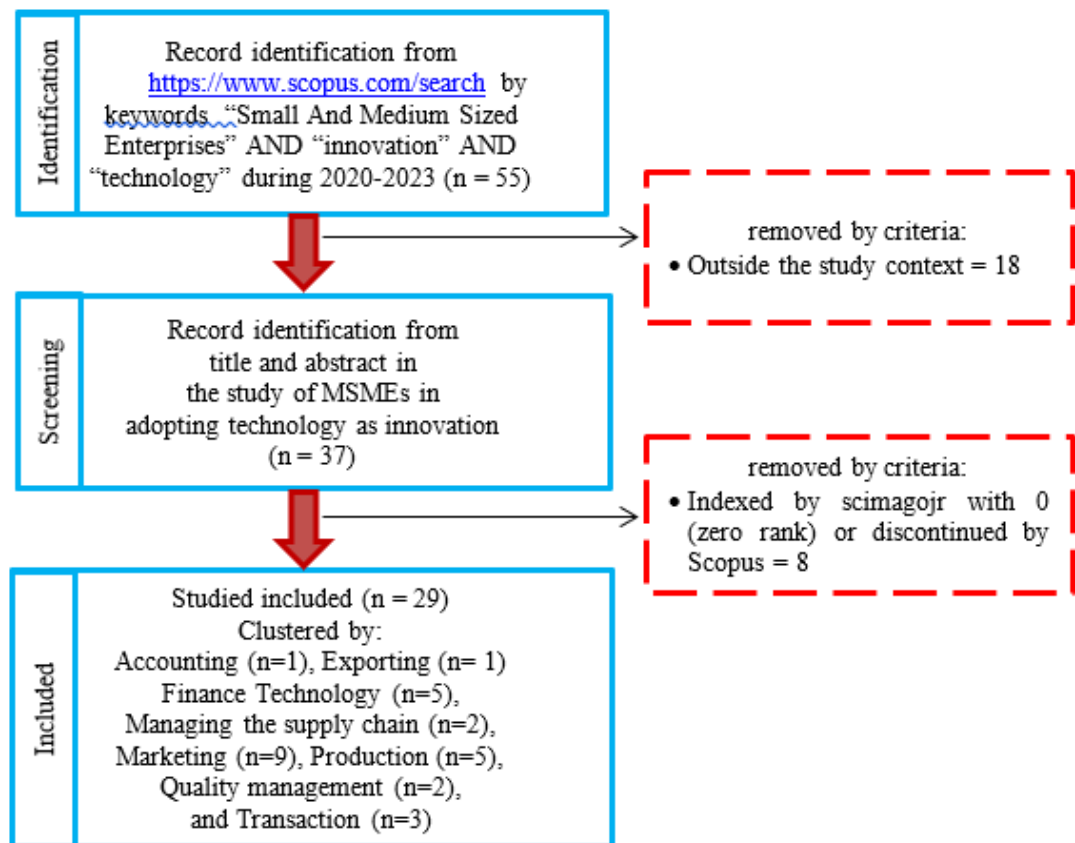 Identification
Record identification from
https://www.scopus.com/search by
keywords “Small And Medium Sized
Enterprises” AND “innovation” AND
“technology” during 2020-2023 (n = 55)
removed by criteria:
• Outside the study context = 18
Screening
Record identification from
title and abstract in
the study of MSMEs in
adopting technology as innovation
(n = 37)
removed by criteria:
• Indexed by scimagojr with 0
(zero rank) or discontinued by
Scopus = 8
Included
Studied included (n = 29)
Clustered by:
Accounting (n=1), Exporting (n= 1)
Finance Technology (n=5),
Managing the supply chain (n=2),
Marketing (n=9), Production (n=5),
Quality management (n=2),
and Transaction (n=3)